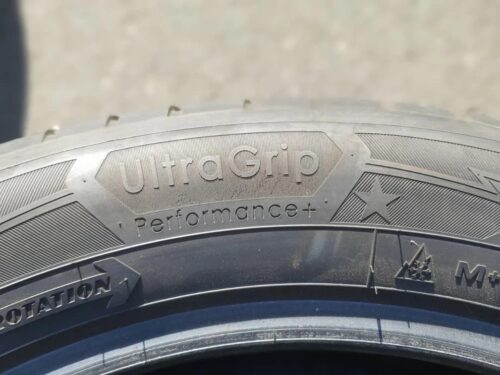 UltraGrip
Performance+
ROTATION
M+